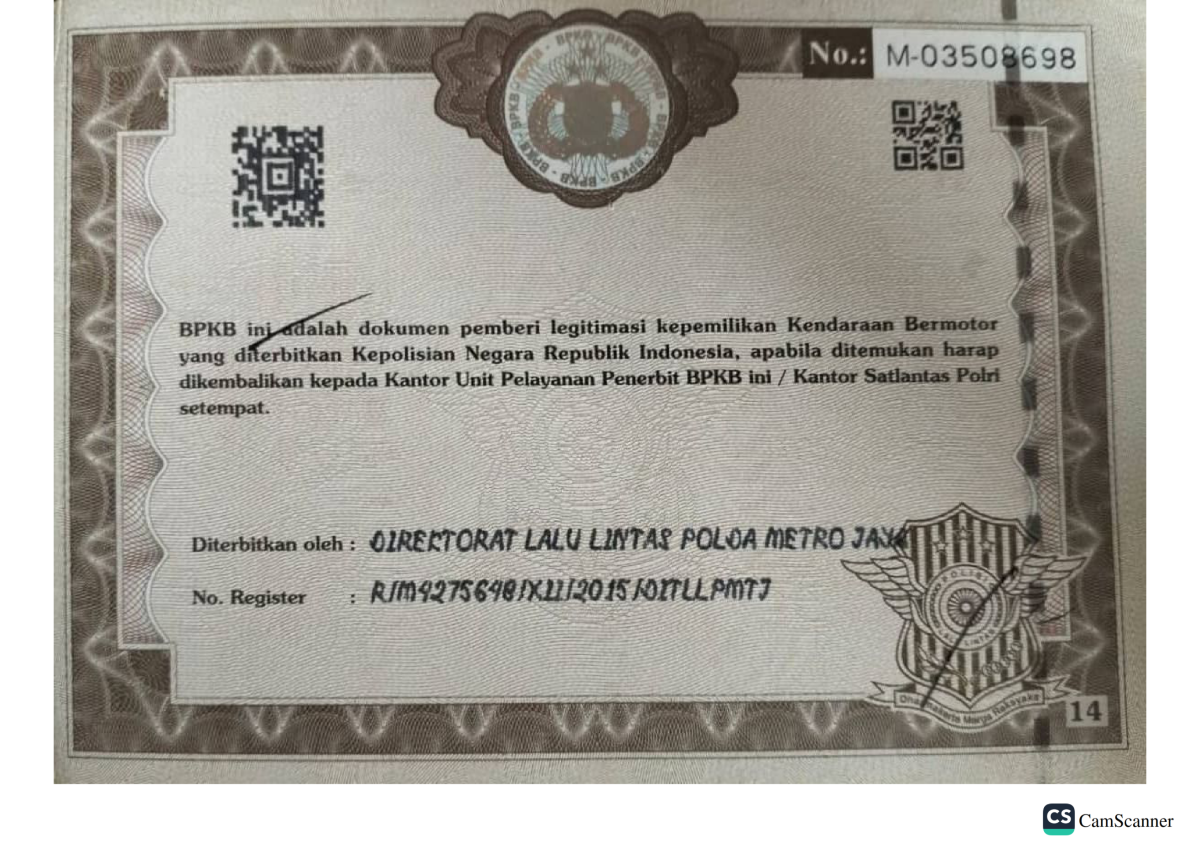 No.: M-03508698
BPKB ini adalah dokumen pemberi legitimasi kepemilikan Kendaraan Bermotor
yang diterbitkan Kepolisian Negara Republik Indonesia, apabila ditemukan harap
dikembalikan kepada Kantor Unit Pelayanan Penerbit BPKB ini / Kantor Satlantas Polri
setempat.
Diterbitkan oleh : DIREKTORAT LALU LINTAS POLDA METRO JAYA
No. Register : R/M4275648/XII/2015/DITLLPMTJ
14
CS CamScanner